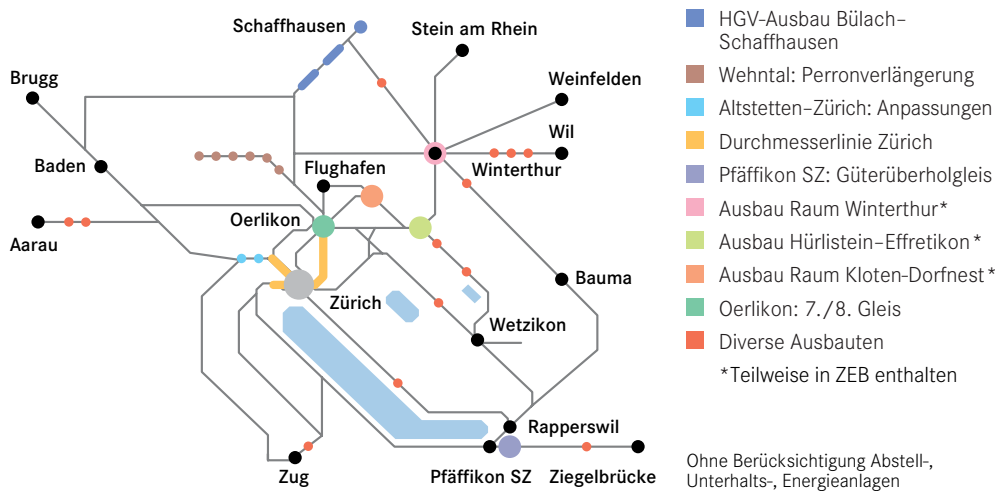 Schaffhausen
Stein am Rhein
Brugg
Weinfelden
Wil
Baden
Flughafen
Winterthur
Oerlikon
Aarau
Bauma
Zürich
Wetzikon
Rapperswil
Zug
Pfäffikon SZ
Ziegelbrücke
HGV-Ausbau Bülach–
Schaffhausen
Wehntal: Perronverlängerung
Altstetten–Zürich: Anpassungen
Durchmesserlinie Zürich
Pfäffikon SZ: Güterüberholgleis
Ausbau Raum Winterthur*
Ausbau Hürlistein–Effretikon*
Ausbau Raum Kloten-Dorfnest*
Oerlikon: 7./8. Gleis
Diverse Ausbauten
*Teilweise in ZEB enthalten
Ohne Berücksichtigung Abstell-,
Unterhalts-, Energieanlagen